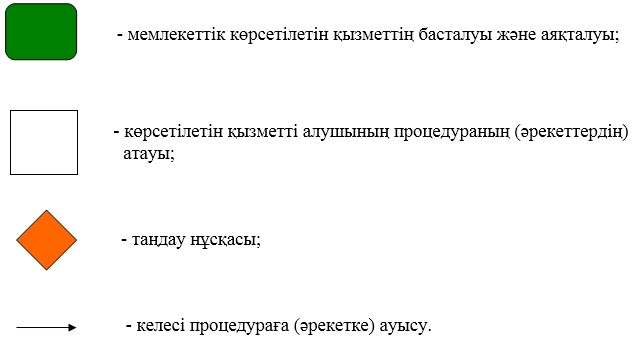 - мемлекеттік көрсетілетін қызметтің басталуы және аяқталуы;
- көрсетілетін қызметті алушының процедураның (әрекеттердің)
атауы;
- таңдау нұсқасы;
- келесі процедураға (әрекетке) ауысу.